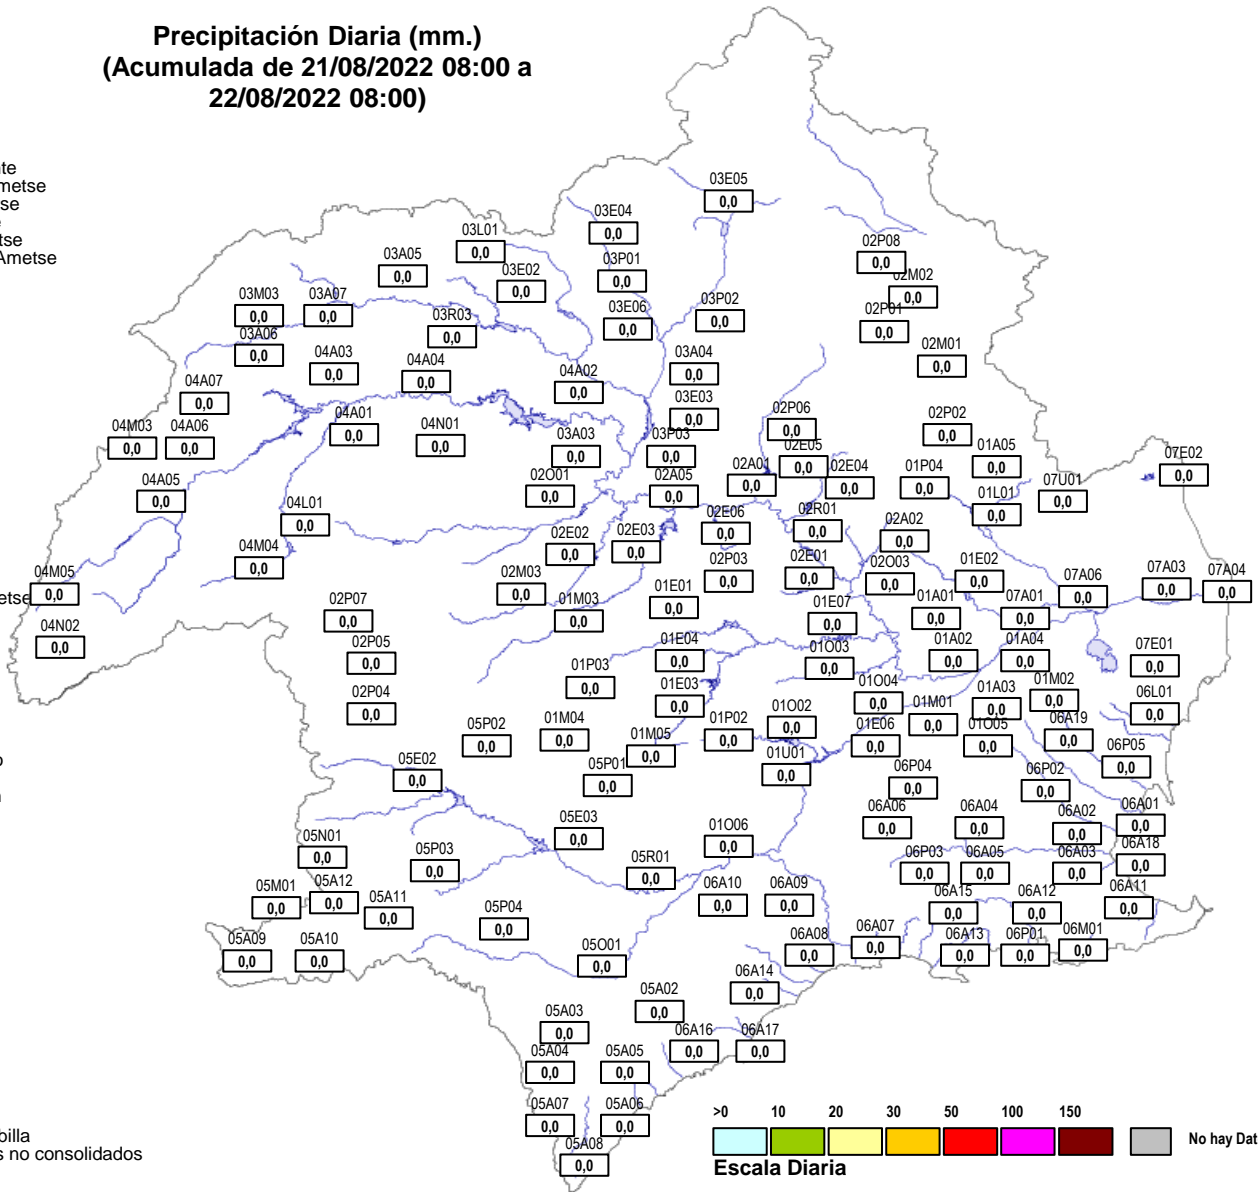 Precipitación Diaria (mm.)
(Acumulada de 21/08/2022 08:00 a
22/08/2022 08:00)
03E05
0,0
03E04
0,0
03L01
0,0
03A05
0,0
03E02
0,0
03P01
0,0
02P08
0,0
02M02
0,0
03M03
0,0
03A07
0,0
03R03
0,0
03E06
0,0
03P02
0,0
02P01
0,0
03A06
0,0
04A03
0,0
04A04
0,0
04A02
0,0
03A04
0,0
02M01
0,0
04A07
0,0
03E03
0,0
04M03
0,0
04A06
0,0
04A01
0,0
04N01
0,0
03A03
0,0
03P03
0,0
02P06
0,0
02E05
0,0
02P02
0,0
01A05
0,0
07E02
0,0
04A05
0,0
02O01
0,0
02A05
0,0
02A01
0,0
02E04
0,0
01P04
0,0
01L01
0,0
07U01
0,0
04L01
0,0
02E02
0,0
02E03
0,0
02E06
0,0
02R01
0,0
02A02
0,0
04M04
0,0
04M05
0,0
02M03
0,0
02P03
0,0
02E01
0,0
02O03
0,0
01E02
0,0
07A06
0,0
07A03
0,0
07A04
0,0
04N02
0,0
02P07
0,0
01M03
0,0
01E01
0,0
01E07
0,0
01A01
0,0
07A01
0,0
02P05
0,0
01E04
0,0
01O03
0,0
01A02
0,0
01A04
0,0
07E01
0,0
02P04
0,0
01P03
0,0
01E03
0,0
01O04
0,0
01M01
0,0
01A03
0,0
01M02
0,0
06L01
0,0
05P02
0,0
01M04
0,0
01M05
0,0
01P02
0,0
01O02
0,0
01E06
0,0
01O05
0,0
06A19
0,0
06P05
0,0
05E02
0,0
05P01
0,0
01U01
0,0
06P04
0,0
06P02
0,0
05E03
0,0
01O06
0,0
06A06
0,0
06A04
0,0
06A02
0,0
06A01
0,0
05N01
0,0
05P03
0,0
05R01
0,0
06P03
0,0
06A05
0,0
06A03
0,0
06A18
0,0
05M01
0,0
05A12
0,0
05A11
0,0
05P04
0,0
06A10
0,0
06A09
0,0
06A15
0,0
06A12
0,0
06A11
0,0
05A09
0,0
05A10
0,0
05O01
0,0
06A08
0,0
06A07
0,0
06A13
0,0
06P01
0,0
06M01
0,0
05A02
0,0
06A14
0,0
05A03
0,0
06A16
0,0
06A17
0,0
05A04
0,0
05A05
0,0
05A07
0,0
05A06
0,0
05A08
0,0
>0 10 20 30 50 100 150
No hay Dat
Escala Diaria
no consolidados